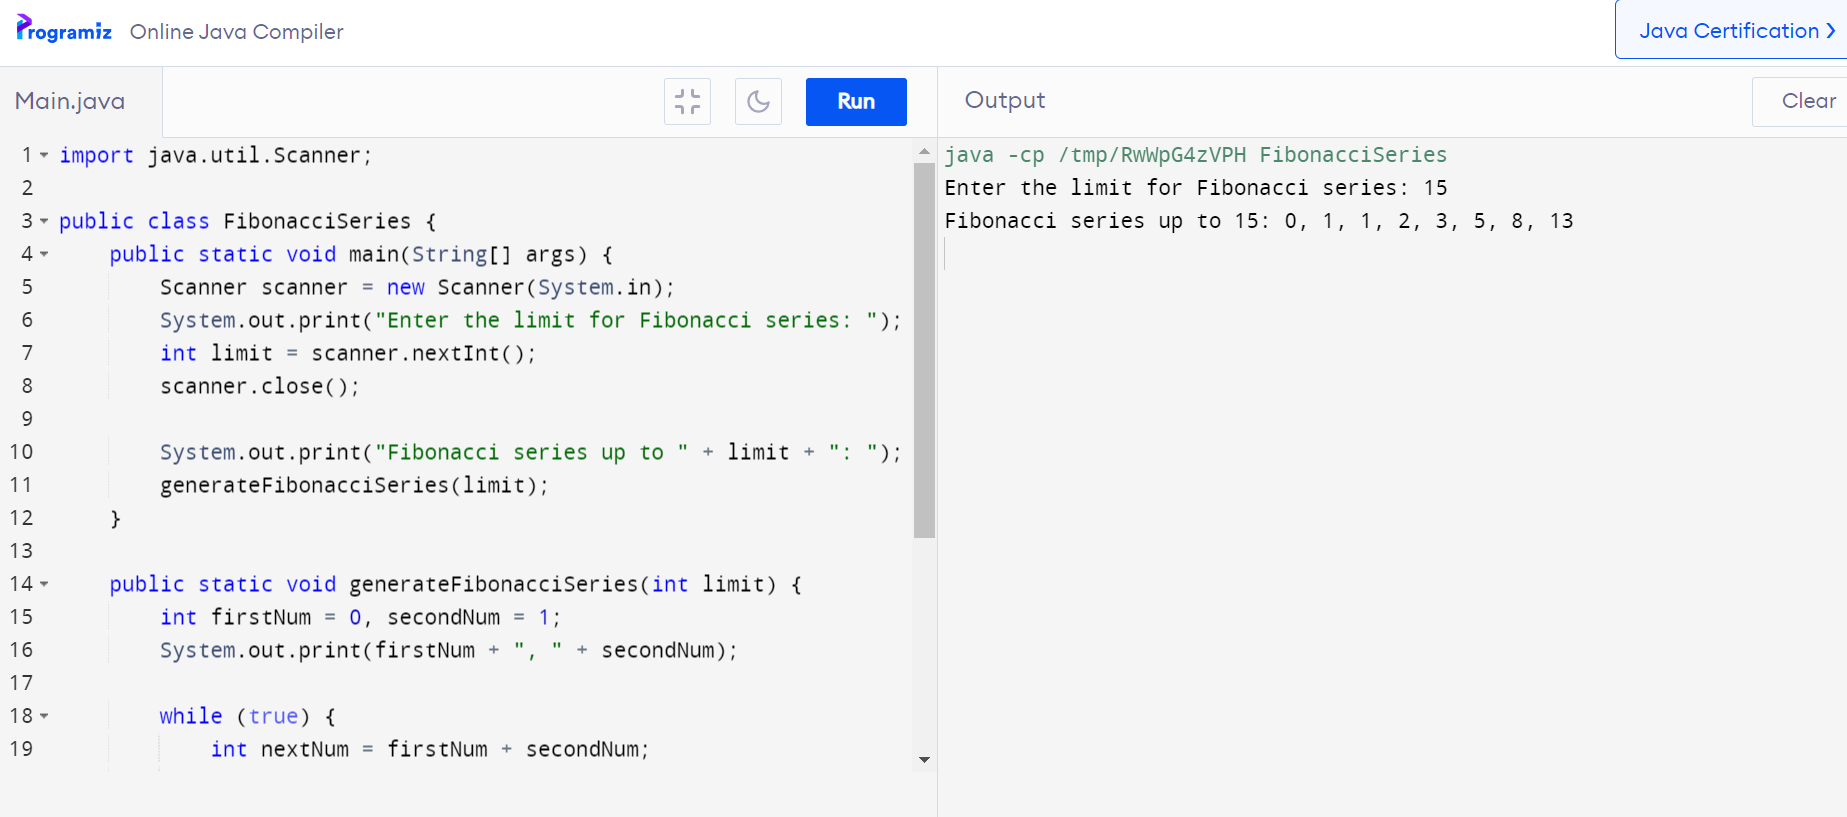 Programiz Online Java Compiler
Java Certification
Main.java
Run
1 import java.util.Scanner;
2
3 public class FibonacciSeries {
4     public static void main(String[] args) {
5         Scanner scanner = new Scanner(System.in);
6         System.out.print("Enter the limit for Fibonacci series: ");
7         int limit = scanner.nextInt();
8         scanner.close();
9
10         System.out.print("Fibonacci series up to " + limit + ": ");
11         generateFibonacciSeries(limit);
12     }
13
14     public static void generateFibonacciSeries(int limit) {
15         int firstNum = 0, secondNum = 1;
16         System.out.print(firstNum + ", " + secondNum);
17
18         while (true) {
19             int nextNum = firstNum + secondNum;
Output
Clear
java -cp /tmp/RwWpG4zVPH FibonacciSeries
Enter the limit for Fibonacci series: 15
Fibonacci series up to 15: 0, 1, 1, 2, 3, 5, 8, 13